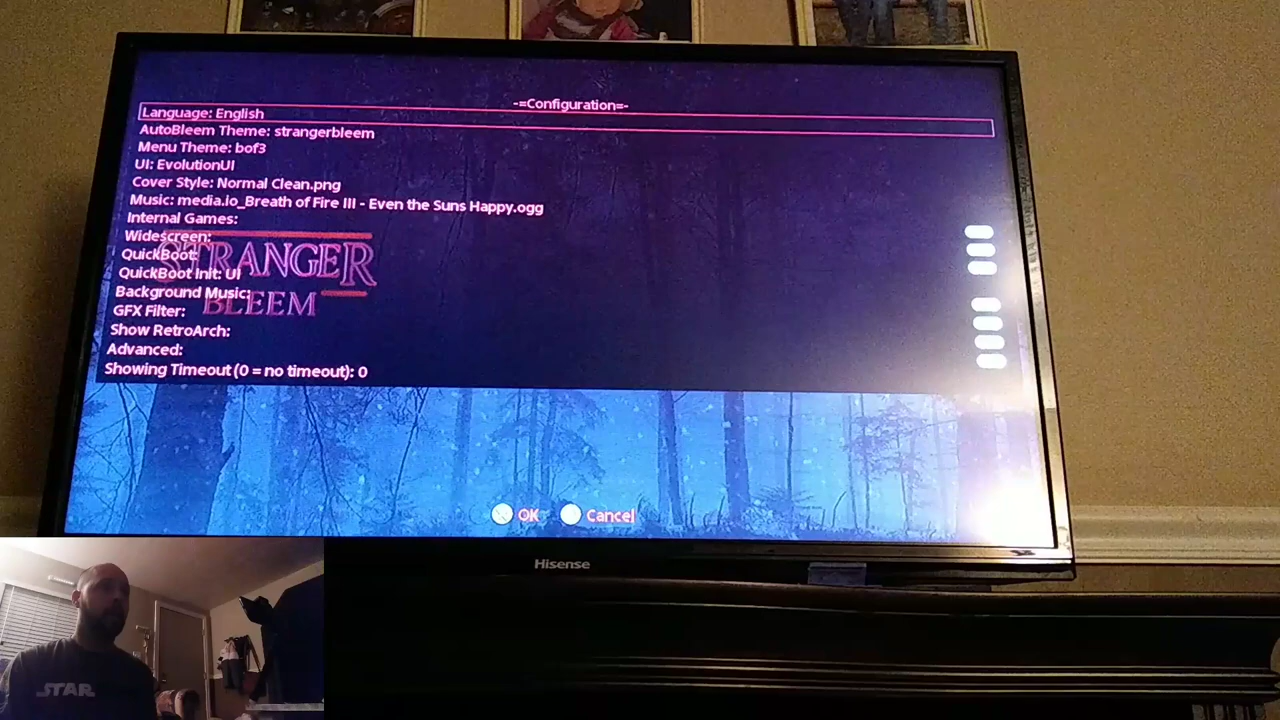 -=Configuration=-
Language: English
AutoBleem Theme: strangerbleem
Menu Theme: bof3
UI: EvolutionUI
Cover Style: Normal Clean.png
Music: media.io_Breath of Fire III - Even the Suns Happy.ogg
Internal Games:
Widescreen:
QuickBoot:
QuickBoot Init: UI
Background Music:
GFX Filter:
Show RetroArch:
Advanced:
Showing Timeout (0 = no timeout): 0
STRANGER
BLEEM
OK Cancel
Hisense
STAR